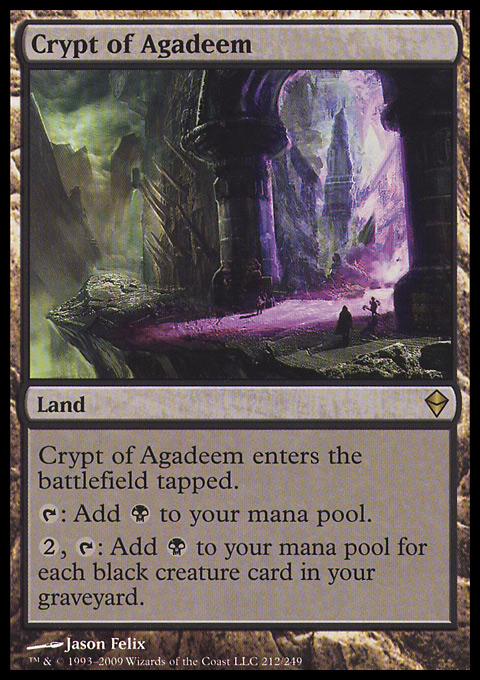 Crypt of Agadeem
Land
Crypt of Agadeem enters the
battlefield tapped.
: Add to your mana pool.
2, : Add to your mana pool for
each black creature card in your
graveyard.
Jason Felix
™ & © 1993–2009 Wizards of the Coast LLC 212/249